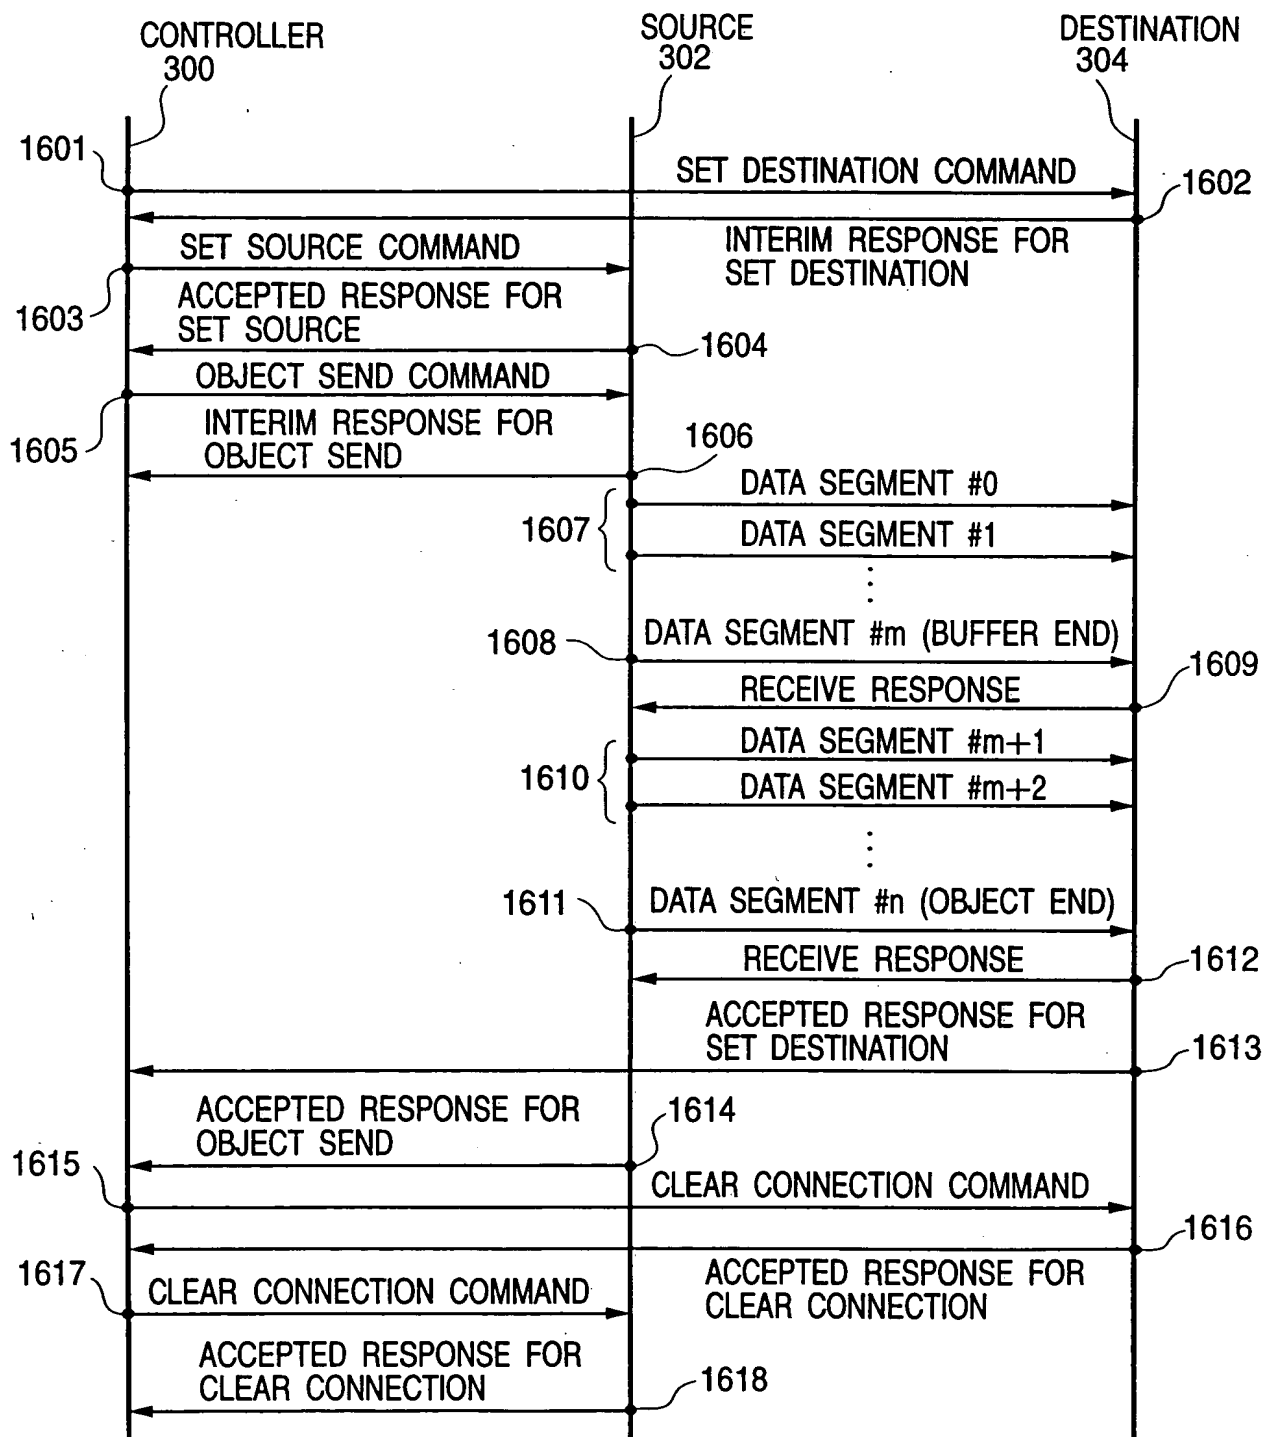 CONTROLLER
300
SOURCE
302
DESTINATION
304
1601
SET DESTINATION COMMAND
1602
INTERIM RESPONSE FOR
SET DESTINATION
SET SOURCE COMMAND
1603
ACCEPTED RESPONSE FOR
SET SOURCE
1604
OBJECT SEND COMMAND
1605
INTERIM RESPONSE FOR
OBJECT SEND
1606
DATA SEGMENT #0
1607
DATA SEGMENT #1
1608
DATA SEGMENT #m (BUFFER END)
RECEIVE RESPONSE
1609
DATA SEGMENT #m+1
1610
DATA SEGMENT #m+2
1611
DATA SEGMENT #n (OBJECT END)
RECEIVE RESPONSE
1612
ACCEPTED RESPONSE FOR
SET DESTINATION
1613
ACCEPTED RESPONSE FOR
OBJECT SEND
1614
1615
CLEAR CONNECTION COMMAND
1616
ACCEPTED RESPONSE FOR
CLEAR CONNECTION
1617
CLEAR CONNECTION COMMAND
ACCEPTED RESPONSE FOR
CLEAR CONNECTION
1618